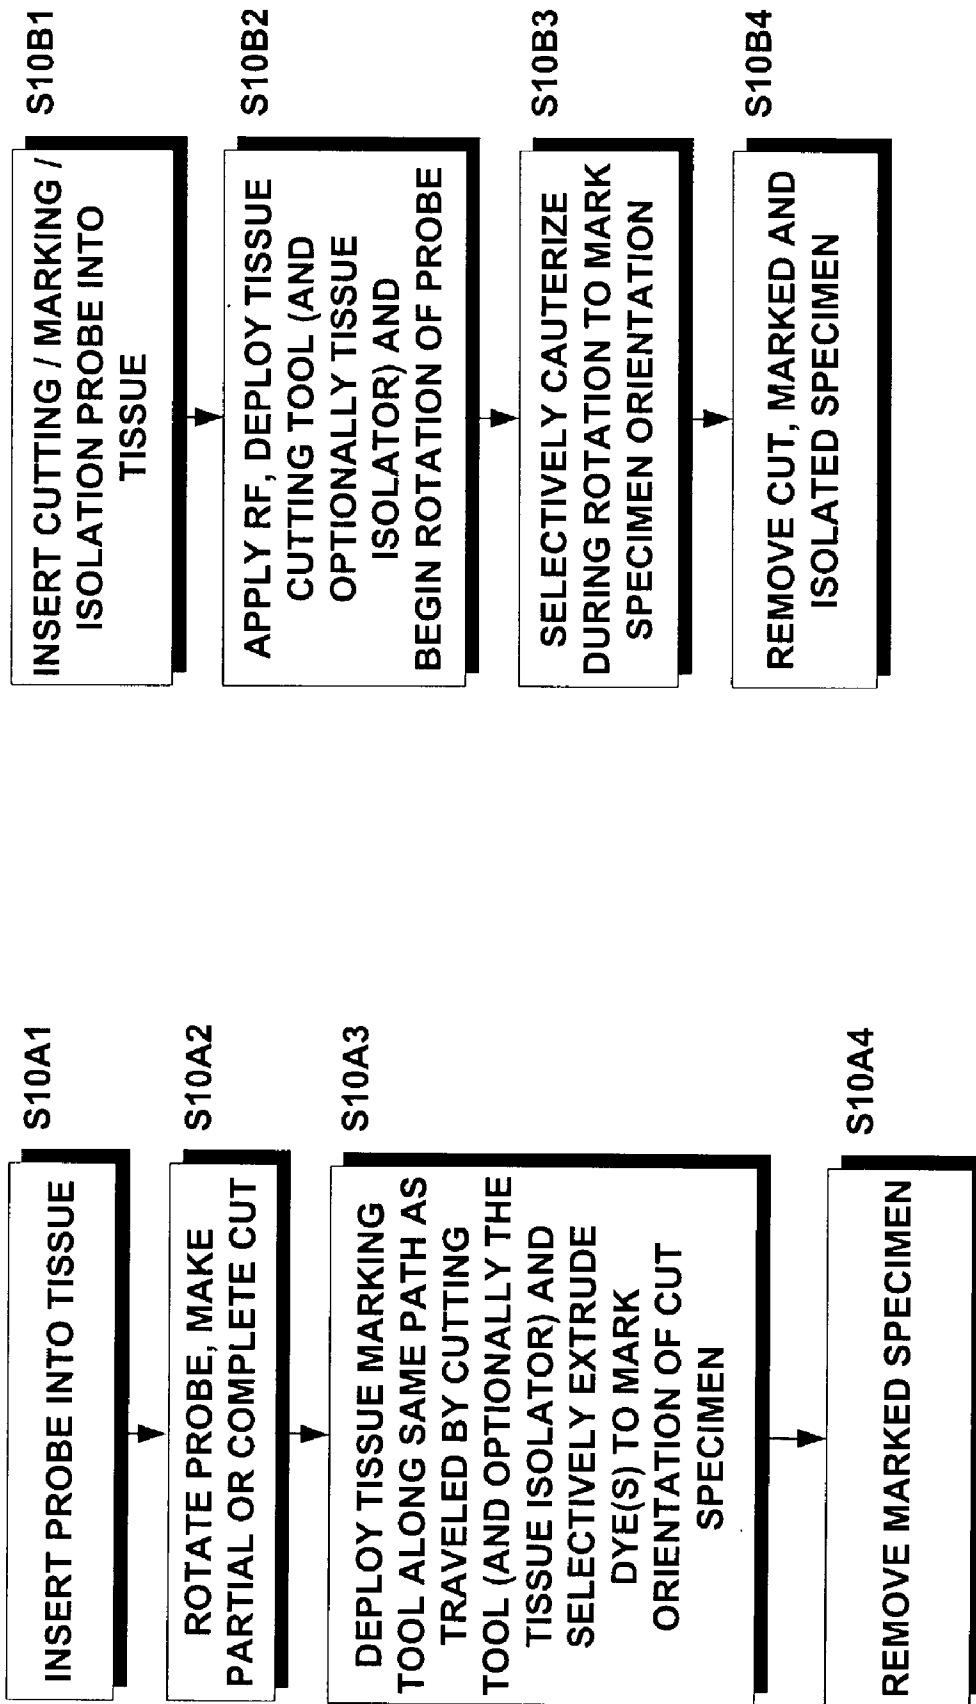 INSERT PROBE INTO TISSUE
S10A1
ROTATE PROBE, MAKE
PARTIAL OR COMPLETE CUT
S10A2
DEPLOY TISSUE MARKING
TOOL ALONG SAME PATH AS
TRAVELED BY CUTTING
TOOL (AND OPTIONALLY THE
TISSUE ISOLATOR) AND
SELECTIVELY EXTRUDE
DYE(S) TO MARK
ORIENTATION OF CUT
SPECIMEN
S10A3
REMOVE MARKED SPECIMEN
S10A4
INSERT CUTTING / MARKING /
ISOLATION PROBE INTO
TISSUE
S10B1
APPLY RF, DEPLOY TISSUE
CUTTING TOOL (AND
OPTIONALLY TISSUE
ISOLATOR) AND
BEGIN ROTATION OF PROBE
S10B2
SELECTIVELY CAUTERIZE
DURING ROTATION TO MARK
SPECIMEN ORIENTATION
S10B3
REMOVE CUT, MARKED AND
ISOLATED SPECIMEN
S10B4